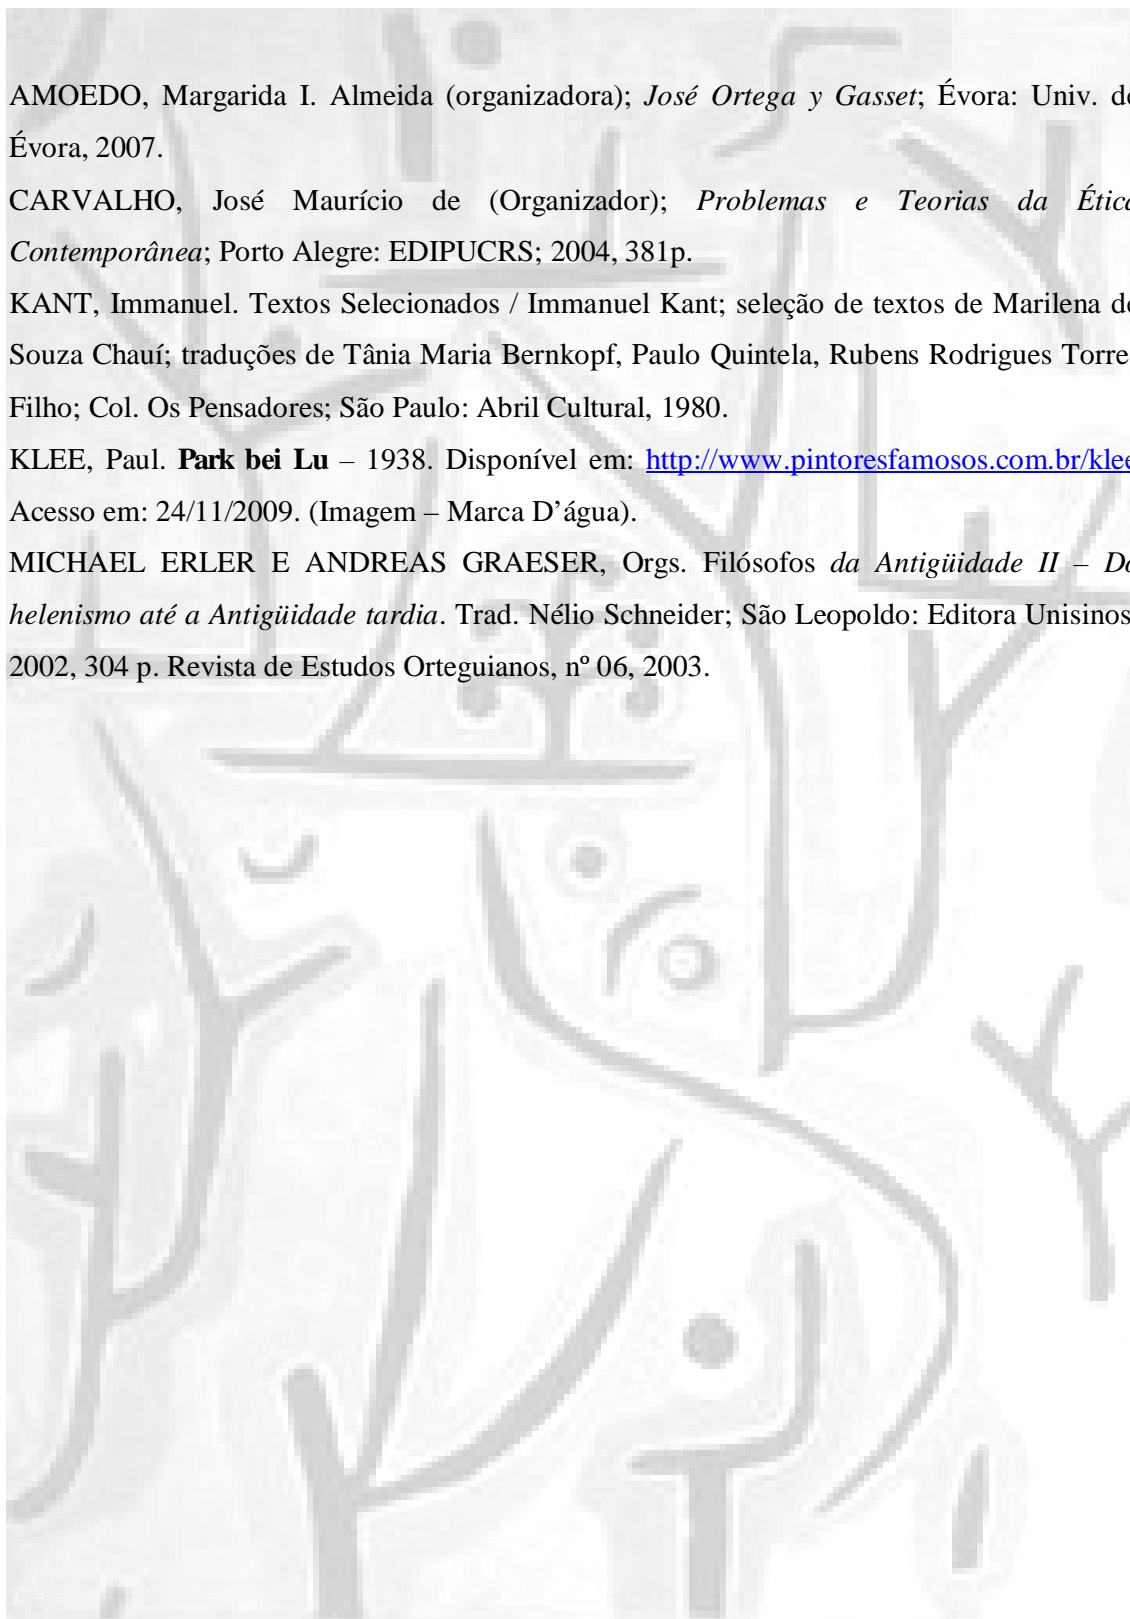 AMOEDO, Margarida I. Almeida (organizadora); José Ortega y Gasset; Évora: Univ. de
Évora, 2007.
CARVALHO, José Maurício de (Organizador); Problemas e Teorias da Ética
Contemporânea; Porto Alegre: EDIPUCRS; 2004, 381p.
KANT, Immanuel. Textos Selecionados / Immanuel Kant; seleção de textos de Marilena de
Souza Chauí; traduções de Tânia Maria Bernkopf, Paulo Quintela, Rubens Rodrigues Torre
Filho; Col. Os Pensadores; São Paulo: Abril Cultural, 1980.
KLEE, Paul. Park bei Lu – 1938. Disponível em: http://www.pintoresfamosos.com.br/klee
Acesso em: 24/11/2009. (Imagem – Marca D’água).
MICHAEL ERLER E ANDREAS GRAESER, Orgs. Filósofos da Antigüidade II – Do
helenismo até a Antigüidade tardia. Trad. Nélio Schneider; São Leopoldo: Editora Unisinos
2002, 304 p. Revista de Estudos Orteguianos, nº 06, 2003.